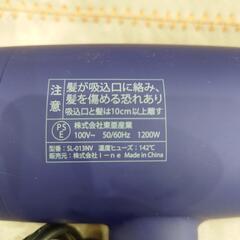 注意
髪が吸込口に絡み、
髪を傷める恐れあり
吸込口と髪は10cm以上離す
PSE
株式会社東亜産業
100V~ 50/60Hz 1200W
型名：SL-013NV 温度ヒューズ：142℃
販売元：株式会社I-ne Made in China